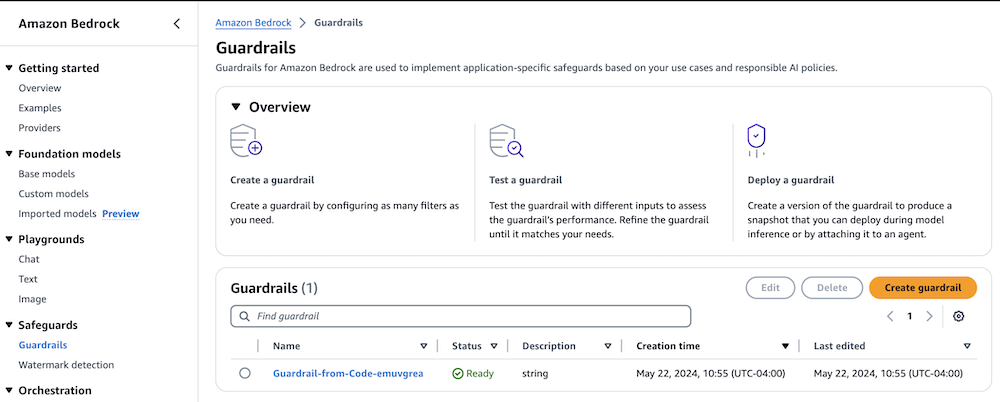 Amazon Bedrock
Getting started
Overview
Examples
Providers
Foundation models
Base models
Custom models
Imported models Preview
Playgrounds
Chat
Text
Image
Safeguards
Guardrails
Watermark detection
Orchestration
Amazon Bedrock > Guardrails
Guardrails
Guardrails for Amazon Bedrock are used to implement application-specific safeguards based on your use cases and responsible AI policies.
Overview
Create a guardrail
Create a guardrail by configuring as many filters as
you need.
Test a guardrail
Test the guardrail with different inputs to assess
the guardrail's performance. Refine the guardrail
until it matches your needs.
Deploy a guardrail
Create a version of the guardrail to produce a
snapshot that you can deploy during model
inference or by attaching it to an agent.
Guardrails (1)
Edit
Delete
Create guardrail
Find guardrail
1
Name Status Description Creation time Last edited
Guardrail-from-Code-emuvgrea Ready string May 22, 2024, 10:55 (UTC-04:00) May 22, 2024, 10:55 (UTC-04:00)